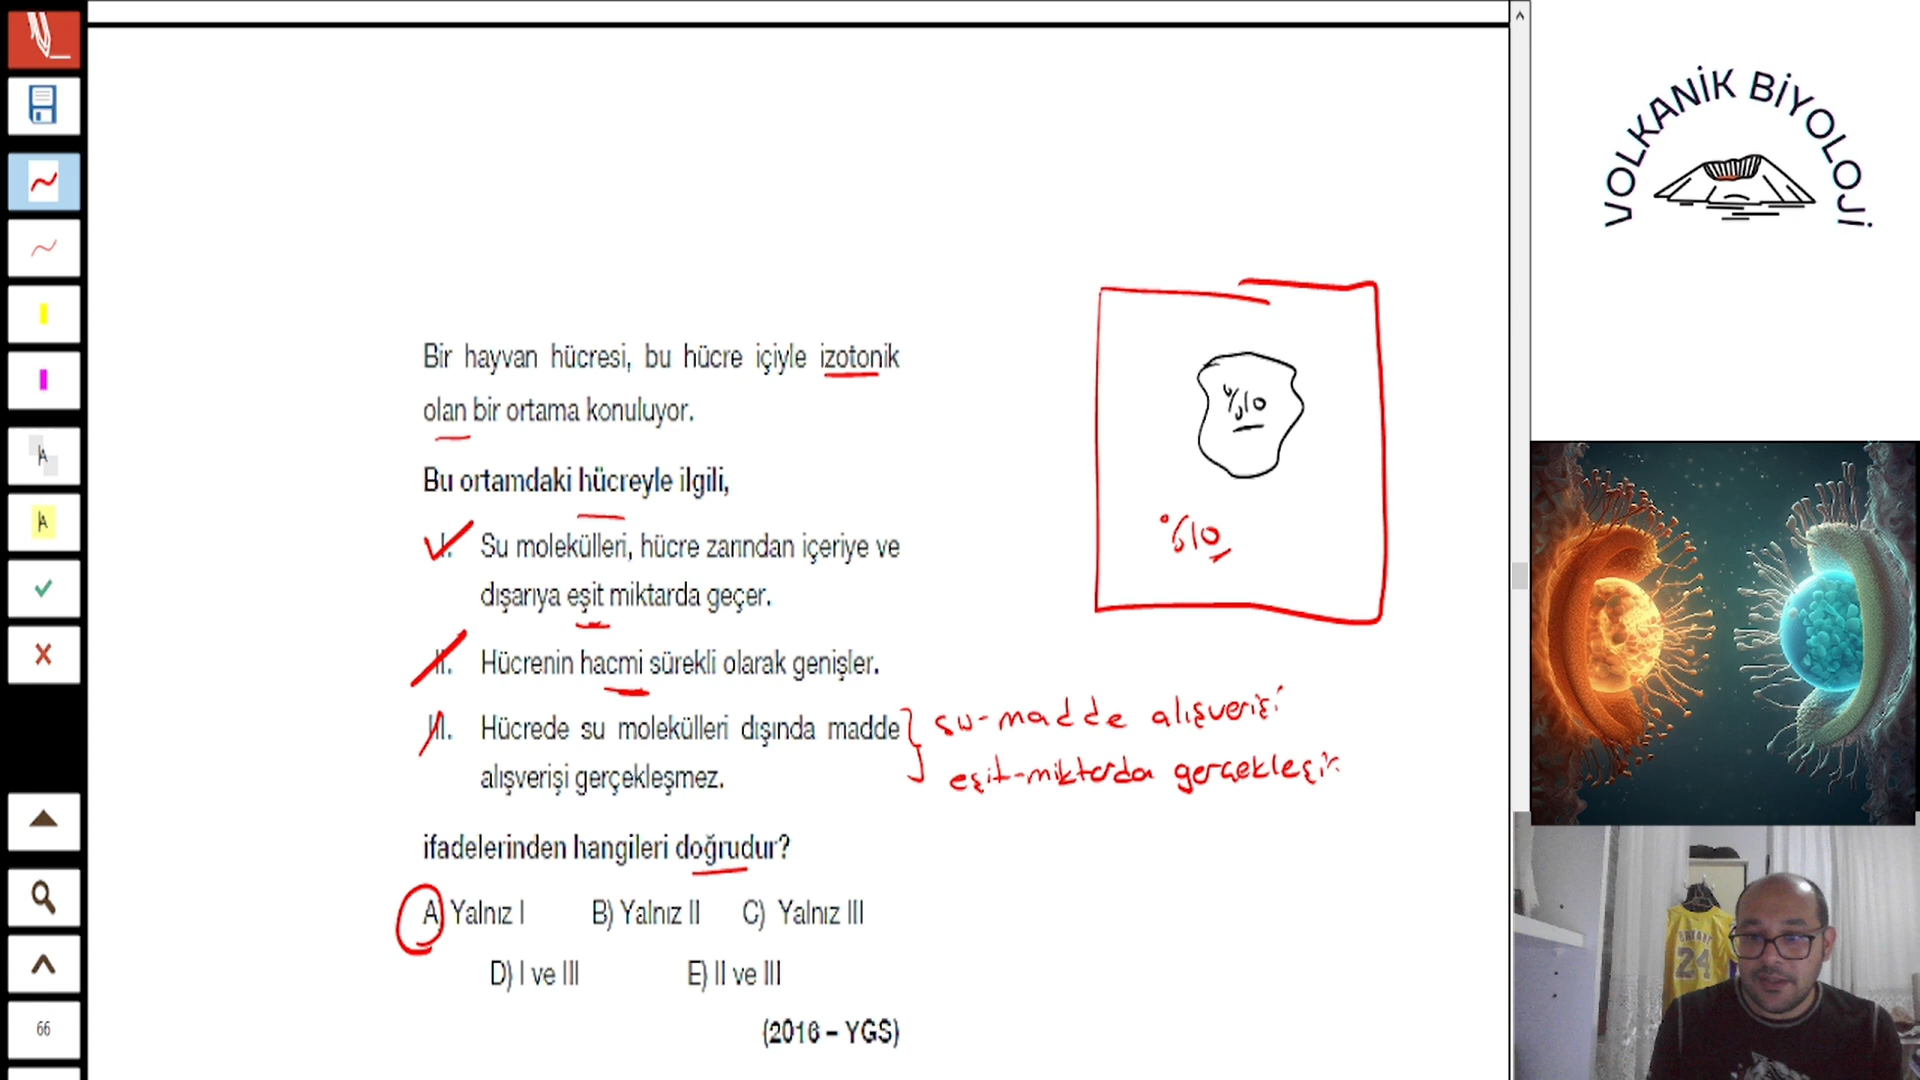 VOLKANİK BİYOLOJİ
Bir hayvan hücresi, bu hücre içiyle izotonik
olan bir ortama konuluyor.
Bu ortamdaki hücreyle ilgili,
I. Su molekülleri, hücre zarından içeriye ve
dışarıya eşit miktarda geçer.
II. Hücrenin hacmi sürekli olarak genişler.
III. Hücrede su molekülleri dışında madde
alışverişi gerçekleşmez.
su-madde alışverişi
eşit-miktarda gerçekleşir
ifadelerinden hangileri doğrudur?
A) Yalnız I B) Yalnız II C) Yalnız III
D) I ve III E) II ve III
(2016 – YGS)
%10
%10
A
A
66
BRYANT
24